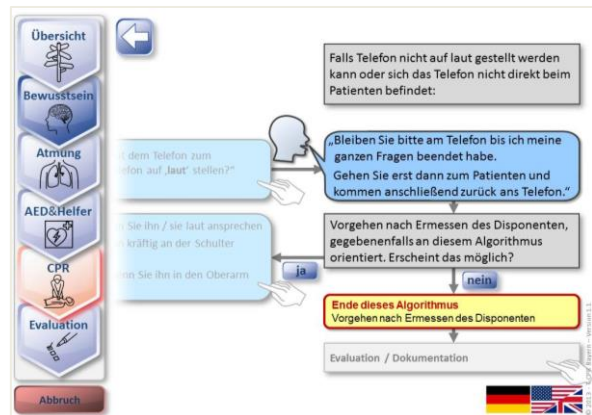 Übersicht
Bewusstsein
Atmung
AED&Helfer
CPR
Evaluation
Abbruch
Falls Telefon nicht auf laut gestellt werden
kann oder sich das Telefon nicht direkt beim
Patienten befindet:
dem Telefon zum
auf ‚laut' stellen?"
„Bleiben Sie bitte am Telefon bis ich meine
ganzen Fragen beendet habe.
Gehen Sie erst dann zum Patienten und
kommen anschließend zurück ans Telefon."
Sie ihn / sie laut ansprechen
kräftig an der Schulter
Sie ihn in den Oberarm
Vorgehen nach Ermessen des Disponenten,
gegebenenfalls an diesem Algorithmus
orientiert. Erscheint das möglich?
ja
nein
Ende dieses Algorithmus
Vorgehen nach Ermessen des Disponenten
Evaluation / Dokumentation